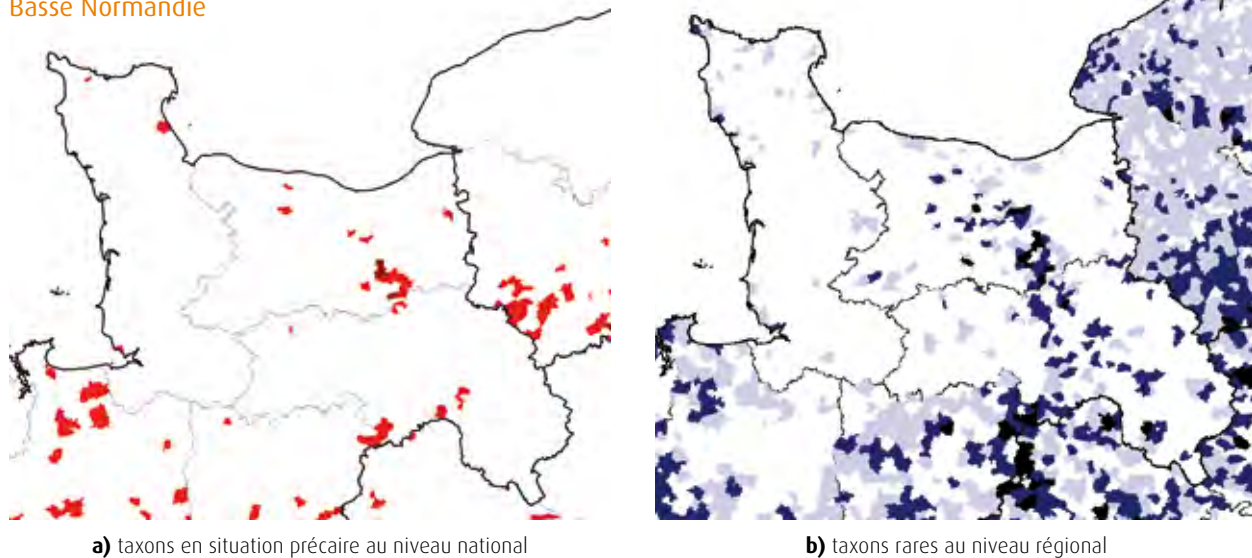 Basse Normandie
a) taxons en situation précaire au niveau national
b) taxons rares au niveau régional